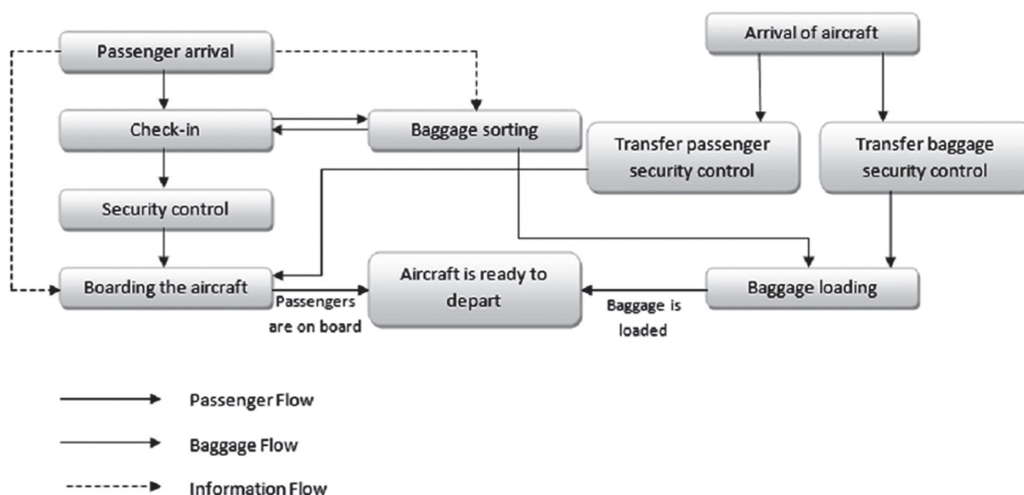 Passenger arrival
Arrival of aircraft
Check-in
Baggage sorting
Transfer passenger
security control
Transfer baggage
security control
Security control
Boarding the aircraft
Passengers
are on board
Aircraft is ready to
depart
Baggage is
loaded
Baggage loading
Passenger Flow
Baggage Flow
Information Flow